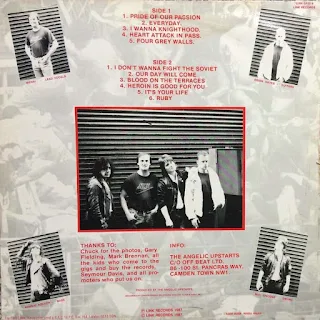 SIDE 1
1. PRIDE OF OUR PASSION
2. EVERYDAY.
3. I WANNA KNIGHTHOOD.
4. HEART ATTACK IN PASS.
5. FOUR GREY WALLS.
SIDE 2
1. I DON'T WANNA FIGHT THE SOVIET
2. OUR DAY WILL COME.
3. BLOOD ON THE TERRACES
4. HEROIN IS GOOD FOR YOU
5. IT'S YOUR LIFE
6. RUBY
THANKS TO:
Chuck for the photos, Gary
Fielding, Mark Brennan, all
the kids who come to the
gigs and buy the records,
Seymour Davis, and all pro-
moters who put us on.
INFO:
THE ANGELIC UPSTARTS
C/O OFF BEAT LTD.
86-100 St. PANCRAS WAY,
CAMDEN TOWN NW1
LINK RECORDS